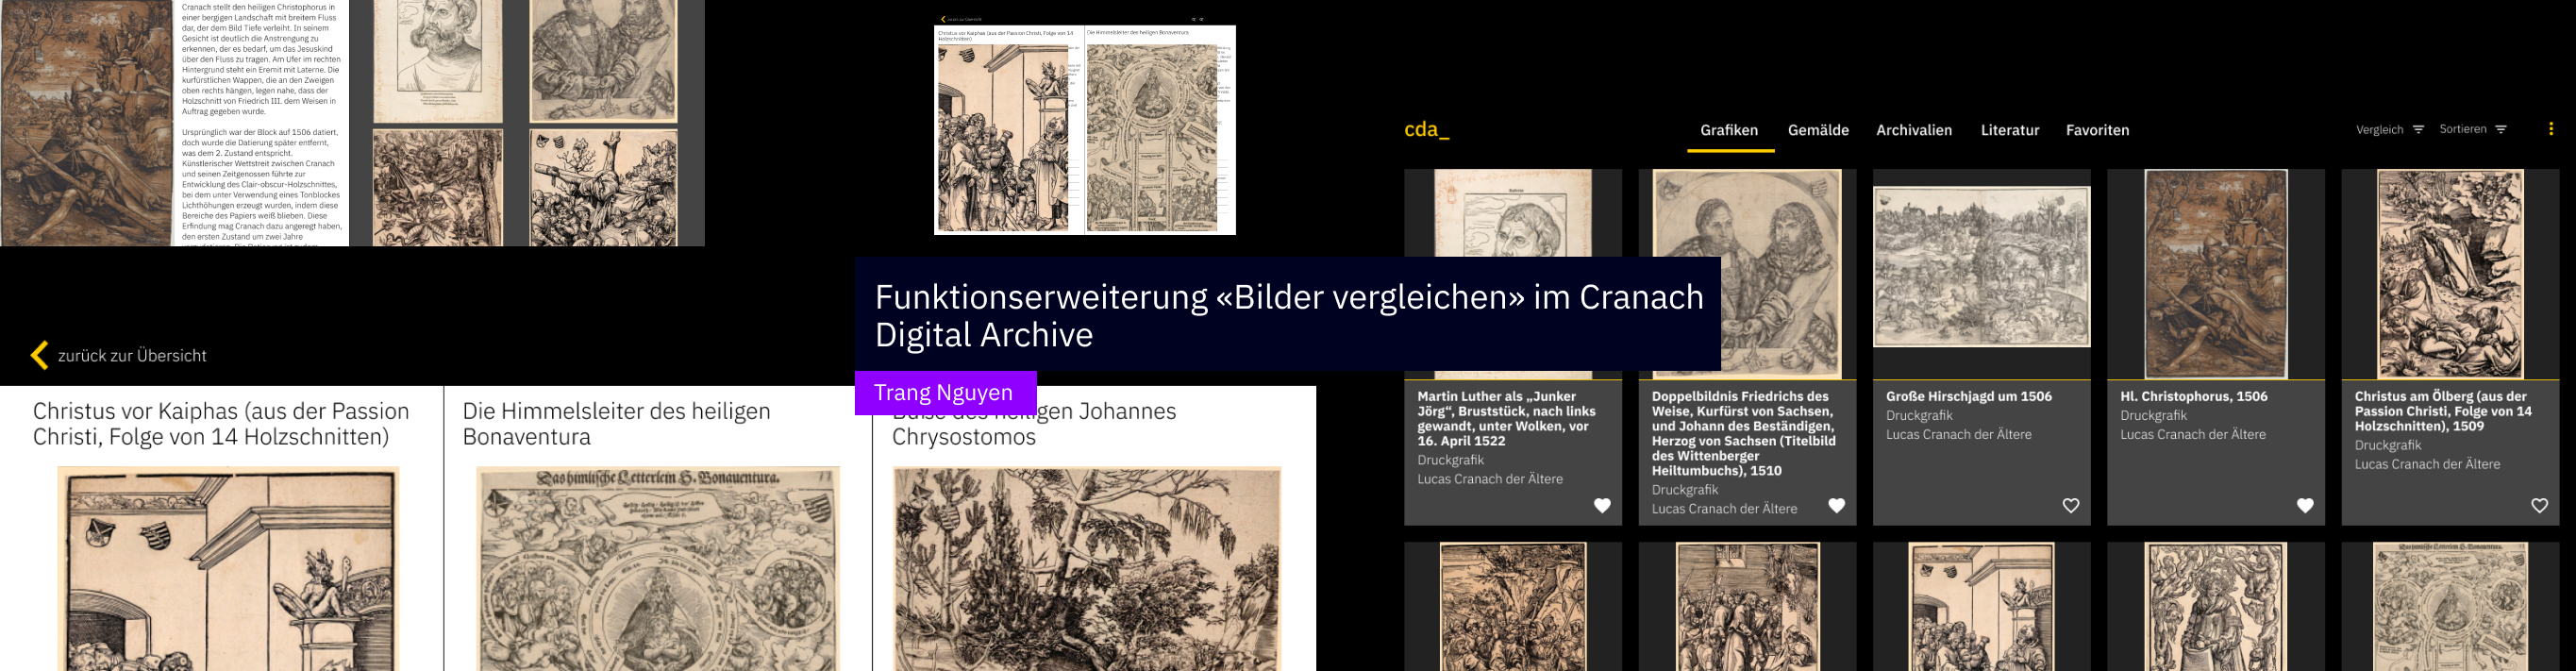 Cranach stellt den heiligen Christophorus in
einer bergigen Landschaft mit breitem Fluss
dar, der dem Bild Tiefe verleiht. In seinem
Gesicht ist deutlich die Anstrengung zu
erkennen, der es bedarf, um das Jesuskind
über den Fluss zu tragen. Am Ufer im rechten
Hintergrund steht ein Eremit mit Laterne. Die
kurfürstlichen Wappen, die an den Zweigen
oben rechts hängen, legen nahe, dass der
Holzschnitt von Friedrich III. dem Weisen in
Auftrag gegeben wurde.
Ursprünglich war der Block auf 1506 datiert,
doch wurde die Datierung später entfernt,
was dem 2. Zustand entspricht.
Künstlerischer Wettstreit zwischen Cranach
und seinen Zeitgenossen führte zur
Entwicklung des Clair-obscur-Holzschnittes,
bei dem unter Verwendung eines Tonblockes
Lichthöhungen erzeugt wurden, indem diese
Bereiche des Papiers weiß blieben. Diese
Erfindung mag Cranach dazu angeregt haben,
den ersten Zustand um zwei Jahre
zurück zur Übersicht
Christus vor Kaiphas (aus der Passion Christi, Folge von 14
Holzschnitten)
Die Himmelsleiter des heiligen Bonaventura
Funktionserweiterung «Bilder vergleichen» im Cranach
Digital Archive
Trang Nguyen
zurück zur Übersicht
Christus vor Kaiphas (aus der Passion
Christi, Folge von 14 Holzschnitten)
Die Himmelsleiter des heiligen
Bonaventura
Buße des heiligen Johannes
Chrysostomos
Das himlische Letterlein S. Bonauentura.
cda_
Grafiken
Gemälde
Archivalien
Literatur
Favoriten
Vergleich
Sortieren
Martin Luther als „Junker
Jörg“, Bruststück, nach links
gewandt, unter Wolken, vor
16. April 1522
Druckgrafik
Lucas Cranach der Ältere
Doppelbildnis Friedrichs des
Weise, Kurfürst von Sachsen,
und Johann des Beständigen,
Herzog von Sachsen (Titelbild
des Wittenberger
Heiltumbuchs), 1510
Druckgrafik
Lucas Cranach der Ältere
Große Hirschjagd um 1506
Druckgrafik
Lucas Cranach der Ältere
Hl. Christophorus, 1506
Druckgrafik
Lucas Cranach der Ältere
Christus am Ölberg (aus der
Passion Christi, Folge von 14
Holzschnitten), 1509
Druckgrafik
Lucas Cranach der Ältere